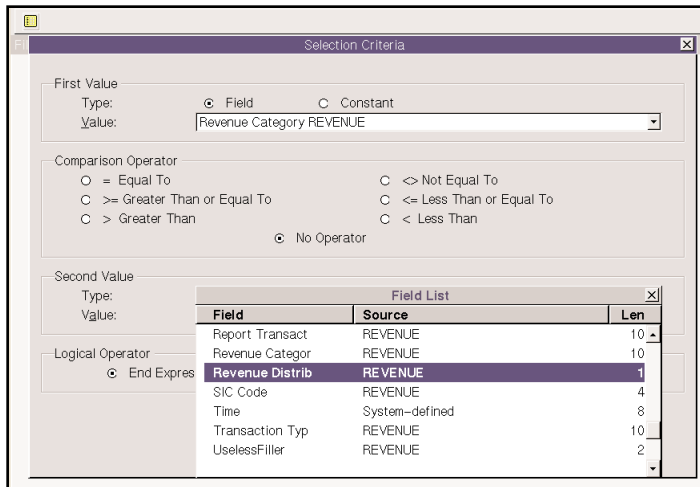 Fil
Selection Criteria
First Value
Type: Field Constant
Value: Revenue Category REVENUE
Comparison Operator
= Equal To <> Not Equal To
>= Greater Than or Equal To <= Less Than or Equal To
> Greater Than < Less Than
No Operator
Second Value
Type:
Value:
Field List
Field Source Len
Report Transact REVENUE 10
Revenue Categor REVENUE 10
Revenue Distrib REVENUE 1
SIC Code REVENUE 4
Time System-defined 8
Transaction Typ REVENUE 10
UselessFiller REVENUE 2
Logical Operator
End Expres